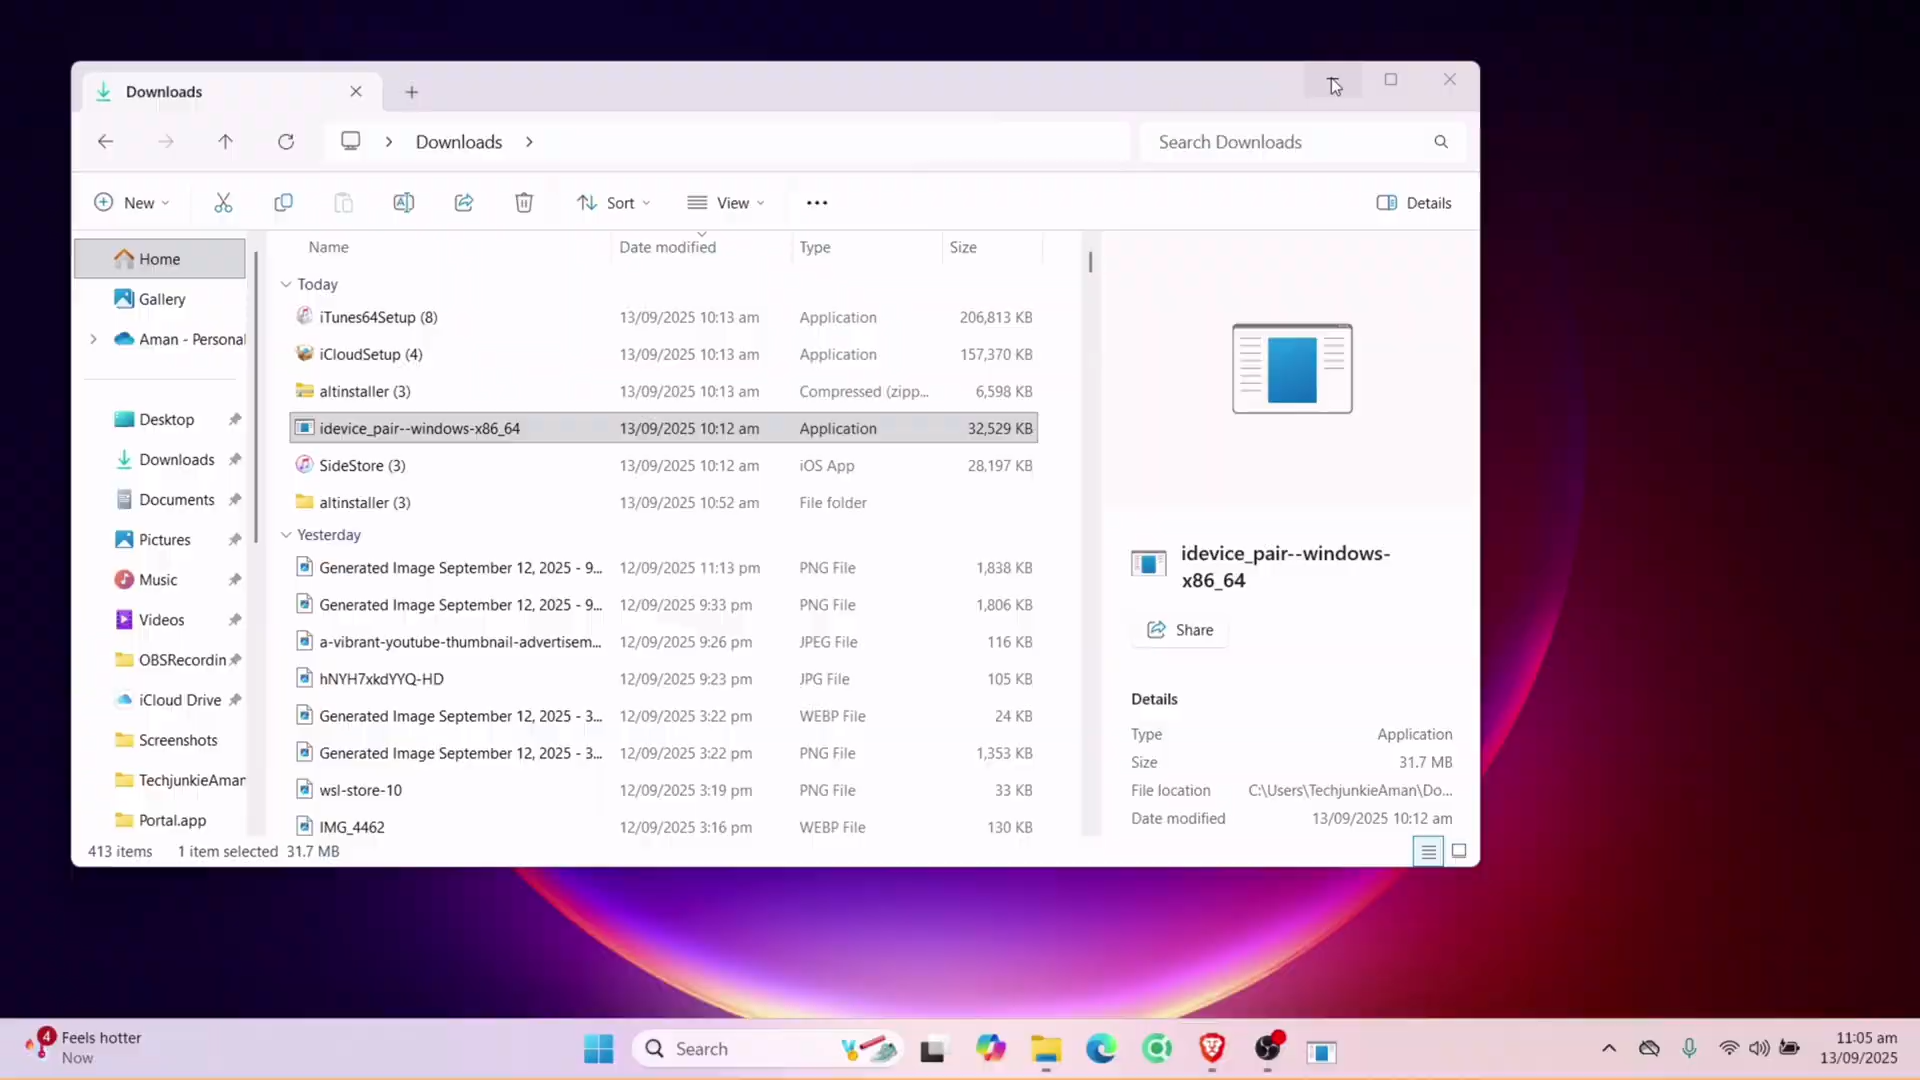 Downloads
Downloads
Search Downloads
New
Sort
View
Details
Home
Gallery
Aman - Personal
Desktop
Downloads
Documents
Pictures
Music
Videos
OBSRecordin
iCloud Drive
Screenshots
TechjunkieAman
Portal.app
Name Date modified Type Size
Today
iTunes64Setup (8) 13/09/2025 10:13 am Application 206,813 KB
iCloudSetup (4) 13/09/2025 10:13 am Application 157,370 KB
altinstaller (3) 13/09/2025 10:13 am Compressed (zipp... 6,598 KB
idevice_pair--windows-x86_64 13/09/2025 10:12 am Application 32,529 KB
SideStore (3) 13/09/2025 10:12 am iOS App 28,197 KB
altinstaller (3) 13/09/2025 10:52 am File folder
Yesterday
Generated Image September 12, 2025 - 9... 12/09/2025 11:13 pm PNG File 1,838 KB
Generated Image September 12, 2025 - 9... 12/09/2025 9:33 pm PNG File 1,806 KB
a-vibrant-youtube-thumbnail-advertisem... 12/09/2025 9:26 pm JPEG File 116 KB
hNYH7xkdYYQ-HD 12/09/2025 9:23 pm JPG File 105 KB
Generated Image September 12, 2025 - 3... 12/09/2025 3:22 pm WEBP File 24 KB
Generated Image September 12, 2025 - 3... 12/09/2025 3:22 pm PNG File 1,353 KB
wsl-store-10 12/09/2025 3:19 pm PNG File 33 KB
IMG_4462 12/09/2025 3:16 pm WEBP File 130 KB
idevice_pair--windows-
x86_64
Share
Details
Type Application
Size 31.7 MB
File location C:\Users\TechjunkieAman\Do...
Date modified 13/09/2025 10:12 am
413 items 1 item selected 31.7 MB
4
Feels hotter
Now
Search
11:05 am
13/09/2025